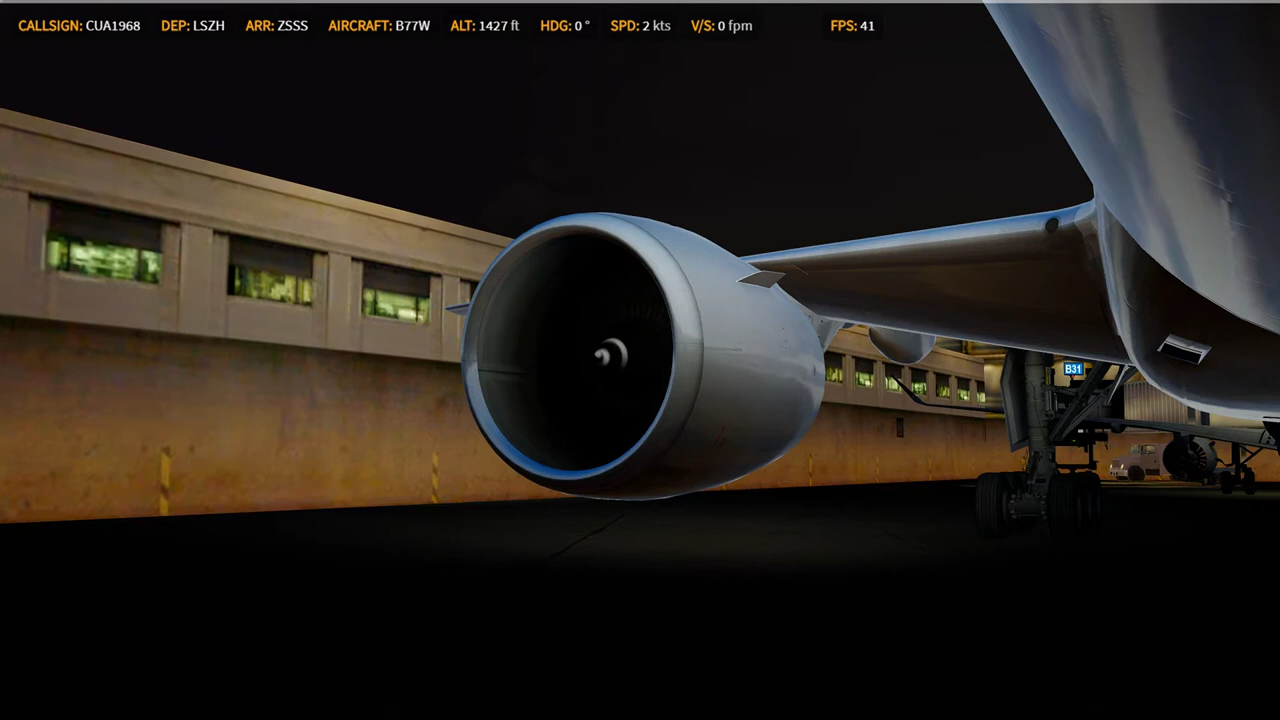 CALLSIGN: CUA1968 DEP: LSZH ARR: ZSSS AIRCRAFT: B77W ALT: 1427 ft HDG: 0 ° SPD: 2 kts V/S: 0 fpm FPS: 41
B31